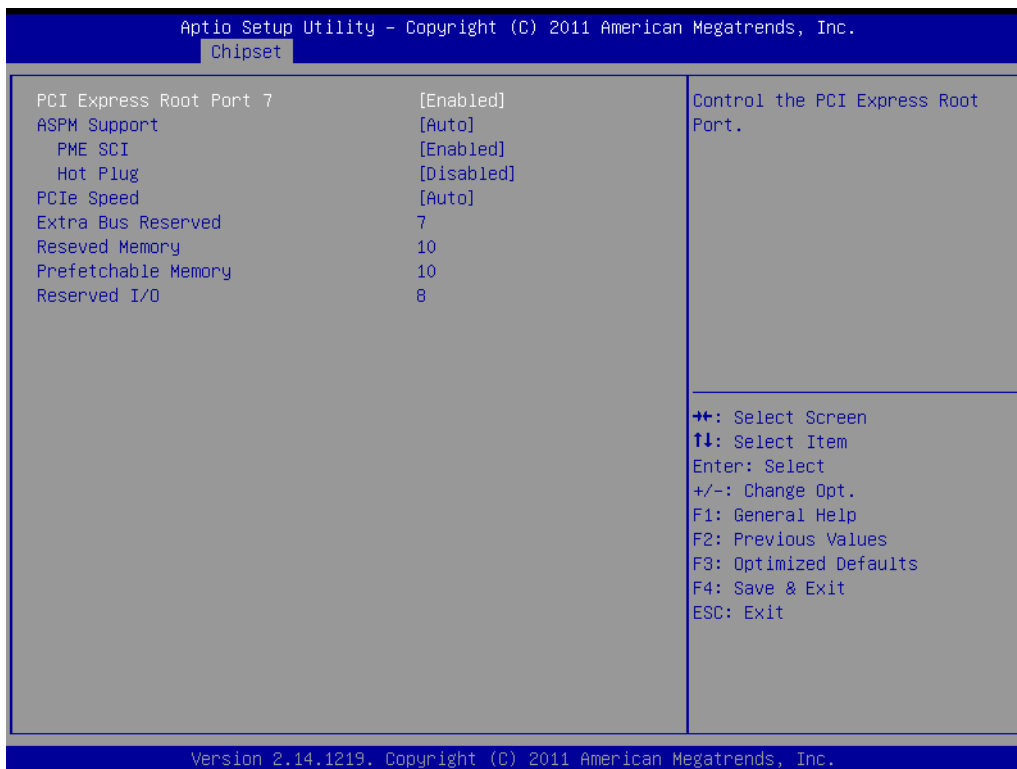 Aptio Setup Utility – Copyright (C) 2011 American Megatrends, Inc.
Chipset
PCI Express Root Port 7 [Enabled]
ASPM Support [Auto]
PME SCI [Enabled]
Hot Plug [Disabled]
PCIe Speed [Auto]
Extra Bus Reserved 7
Reseved Memory 10
Prefetchable Memory 10
Reserved I/O 8
Control the PCI Express Root
Port.
→←: Select Screen
↑↓: Select Item
Enter: Select
+/-: Change Opt.
F1: General Help
F2: Previous Values
F3: Optimized Defaults
F4: Save & Exit
ESC: Exit
Version 2.14.1219. Copyright (C) 2011 American Megatrends, Inc.